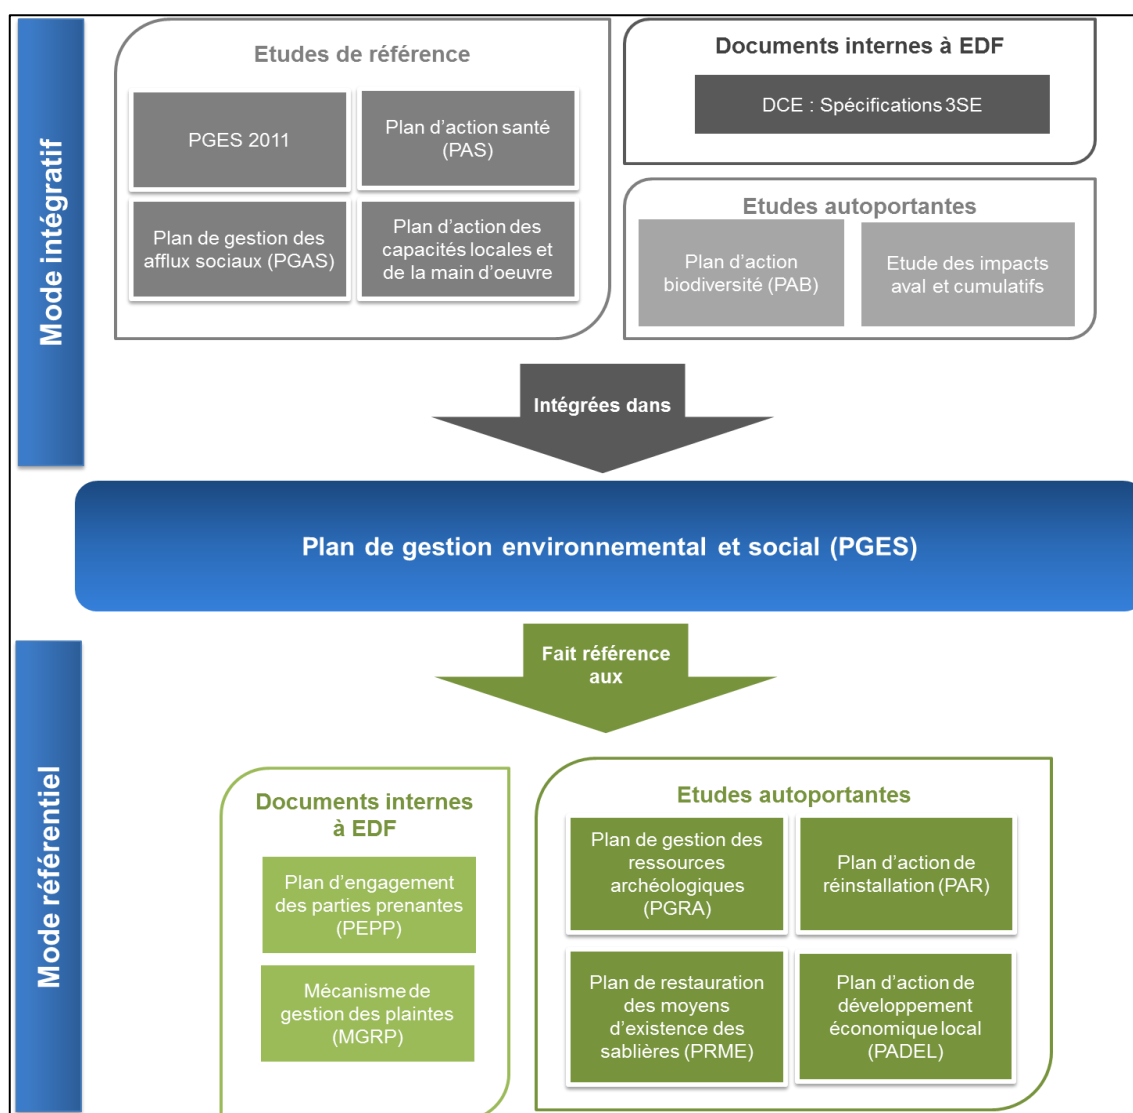 Mode intégratif
Etudes de référence
PGES 2011
Plan d'action santé
(PAS)
Plan de gestion des
afflux sociaux (PGAS)
Plan d'action des
capacités locales et
de la main d'oeuvre
Documents internes à EDF
DCE : Spécifications 3SE
Etudes autoportantes
Plan d'action
biodiversité (PAB)
Etude des impacts
aval et cumulatifs
Intégrées dans
Plan de gestion environnemental et social (PGES)
Fait référence
aux
Mode référentiel
Documents internes
à EDF
Plan d'engagement
des parties prenantes
(PEPP)
Mécanisme de
gestion des plaintes
(MGRP)
Etudes autoportantes
Plan de gestion des
ressources
archéologiques
(PGRA)
Plan d'action de
réinstallation (PAR)
Plan de restauration
des moyens
d'existence des
sablières (PRME)
Plan d'action de
développement
économique local
(PADEL)